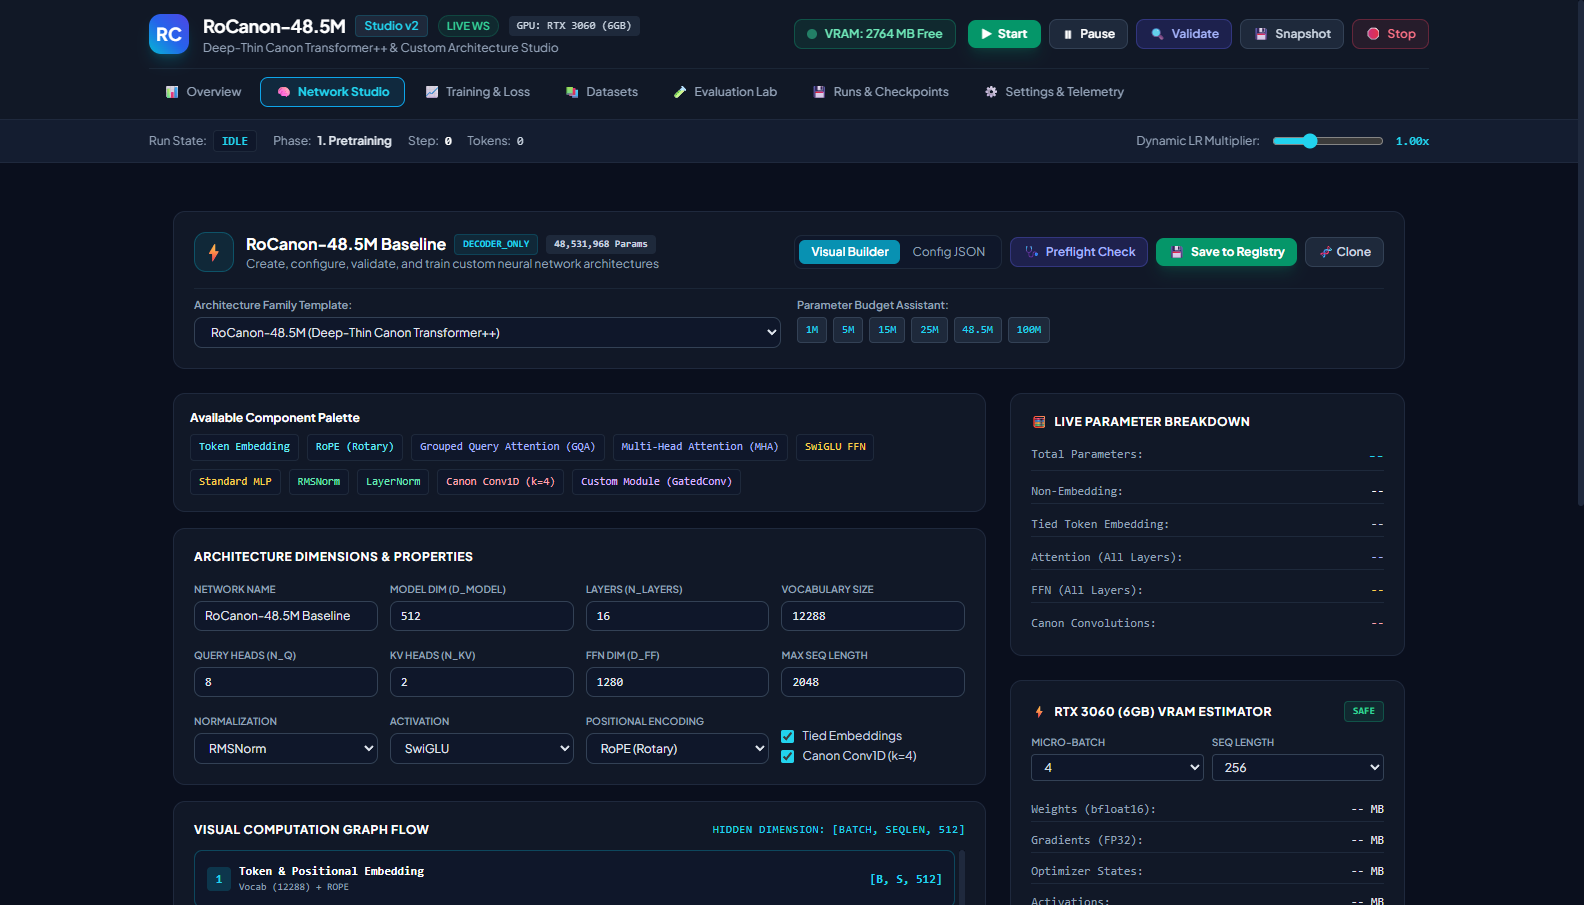 RC
RoCanon-48.5M Studio v2 LIVE WS GPU: RTX 3060 (6GB)
Deep-Thin Canon Transformer++ & Custom Architecture Studio
VRAM: 2764 MB Free Start Pause Validate Snapshot Stop
Overview Network Studio Training & Loss Datasets Evaluation Lab Runs & Checkpoints Settings & Telemetry
Run State: IDLE Phase: 1. Pretraining Step: 0 Tokens: 0 Dynamic LR Multiplier: 1.00x
RoCanon-48.5M Baseline DECODER_ONLY 48,531,968 Params
Create, configure, validate, and train custom neural network architectures
Visual Builder Config JSON Preflight Check Save to Registry Clone
Architecture Family Template:
RoCanon-48.5M (Deep-Thin Canon Transformer++)
Parameter Budget Assistant:
1M 5M 15M 25M 48.5M 100M
Available Component Palette
Token Embedding RoPE (Rotary) Grouped Query Attention (GQA) Multi-Head Attention (MHA) SwiGLU FFN
Standard MLP RMSNorm LayerNorm Canon Conv1D (k=4) Custom Module (GatedConv)
ARCHITECTURE DIMENSIONS & PROPERTIES
NETWORK NAME MODEL DIM (D_MODEL) LAYERS (N_LAYERS) VOCABULARY SIZE
RoCanon-48.5M Baseline 512 16 12288
QUERY HEADS (N_Q) KV HEADS (N_KV) FFN DIM (D_FF) MAX SEQ LENGTH
8 2 1280 2048
NORMALIZATION ACTIVATION POSITIONAL ENCODING
RMSNorm SwiGLU RoPE (Rotary)
Tied Embeddings
Canon Conv1D (k=4)
VISUAL COMPUTATION GRAPH FLOW HIDDEN DIMENSION: [BATCH, SEQLEN, 512]
1 Token & Positional Embedding
Vocab (12288) + ROPE
[B, S, 512]
LIVE PARAMETER BREAKDOWN
Total Parameters: --
Non-Embedding: --
Tied Token Embedding: --
Attention (All Layers): --
FFN (All Layers): --
Canon Convolutions: --
RTX 3060 (6GB) VRAM ESTIMATOR SAFE
MICRO-BATCH SEQ LENGTH
4 256
Weights (bfloat16): -- MB
Gradients (FP32): -- MB
Optimizer States: -- MB
Activations: -- MB